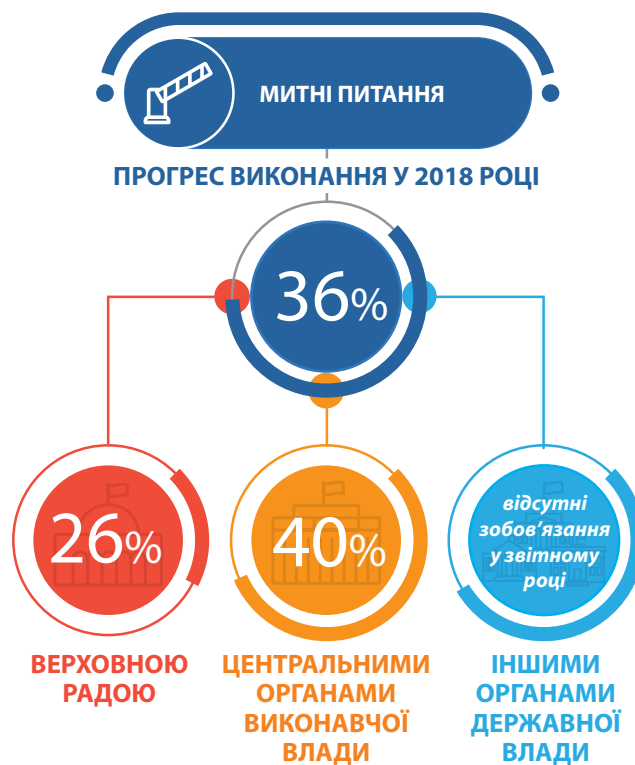 МИТНІ ПИТАННЯ
ПРОГРЕС ВИКОНАННЯ У 2018 РОЦІ
36%
26%
40%
відсутні
зобов’язання
у звітному
році
ВЕРХОВНОЮ
РАДОЮ
ЦЕНТРАЛЬНИМИ
ОРГАНАМИ
ВИКОНАВЧОЇ
ВЛАДИ
ІНШИМИ
ОРГАНАМИ
ДЕРЖАВНОЇ
ВЛАДИ